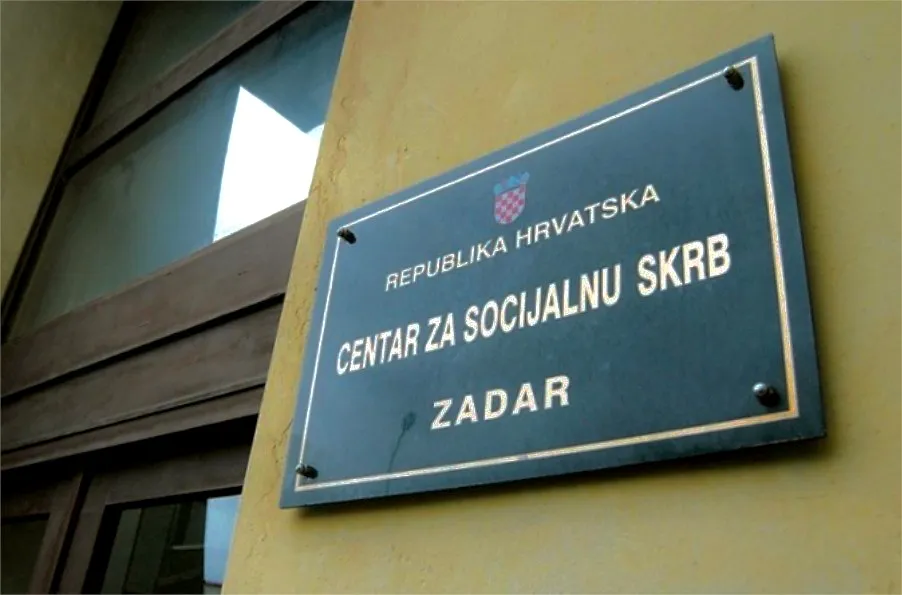 REPUBLIKA HRVATSKA
CENTAR ZA SOCIJALNU SKRB
ZADAR